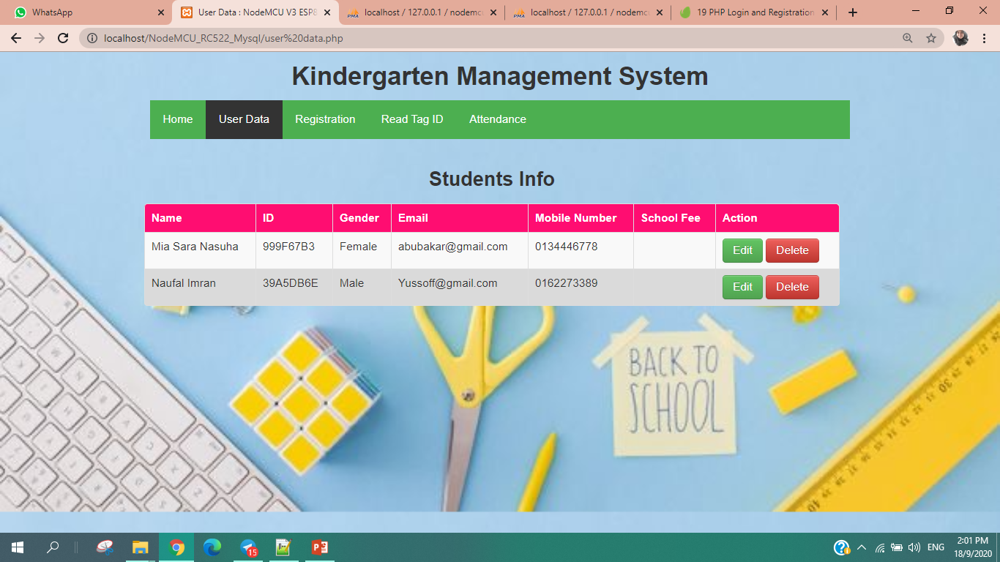 WhatsApp
User Data : NodeMCU V3 ESP8
localhost / 127.0.0.1 / nodemcu
localhost / 127.0.0.1 / nodemcu
19 PHP Login and Registration
localhost/NodeMCU_RC522_Mysql/user%20data.php
Kindergarten Management System
Home User Data Registration Read Tag ID Attendance
Students Info
Name ID Gender Email Mobile Number School Fee Action
Mia Sara Nasuha 999F67B3 Female abubakar@gmail.com 0134446778 Edit Delete
Naufal Imran 39A5DB6E Male Yussoff@gmail.com 0162273389 Edit Delete
BACK TO
SCHOOL
30
40
15
ENG
2:01 PM
18/9/2020